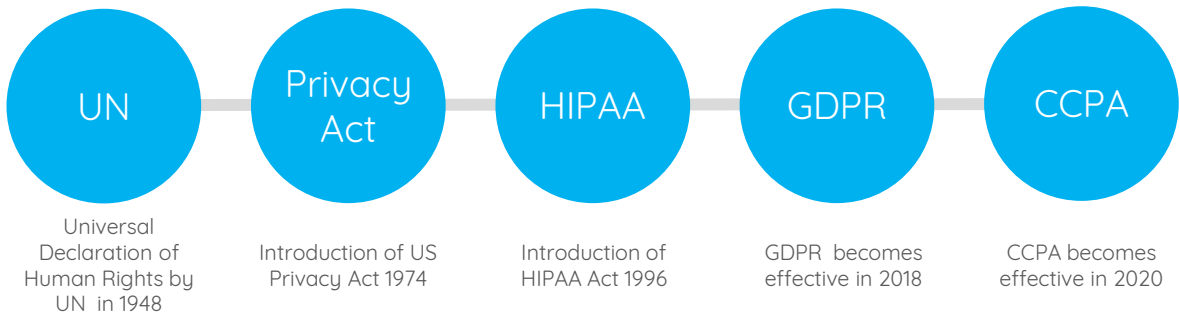 UN
Privacy
Act
HIPAA
GDPR
CCPA
Universal
Declaration of
Human Rights by
UN in 1948
Introduction of US
Privacy Act 1974
Introduction of
HIPAA Act 1996
GDPR becomes
effective in 2018
CCPA becomes
effective in 2020